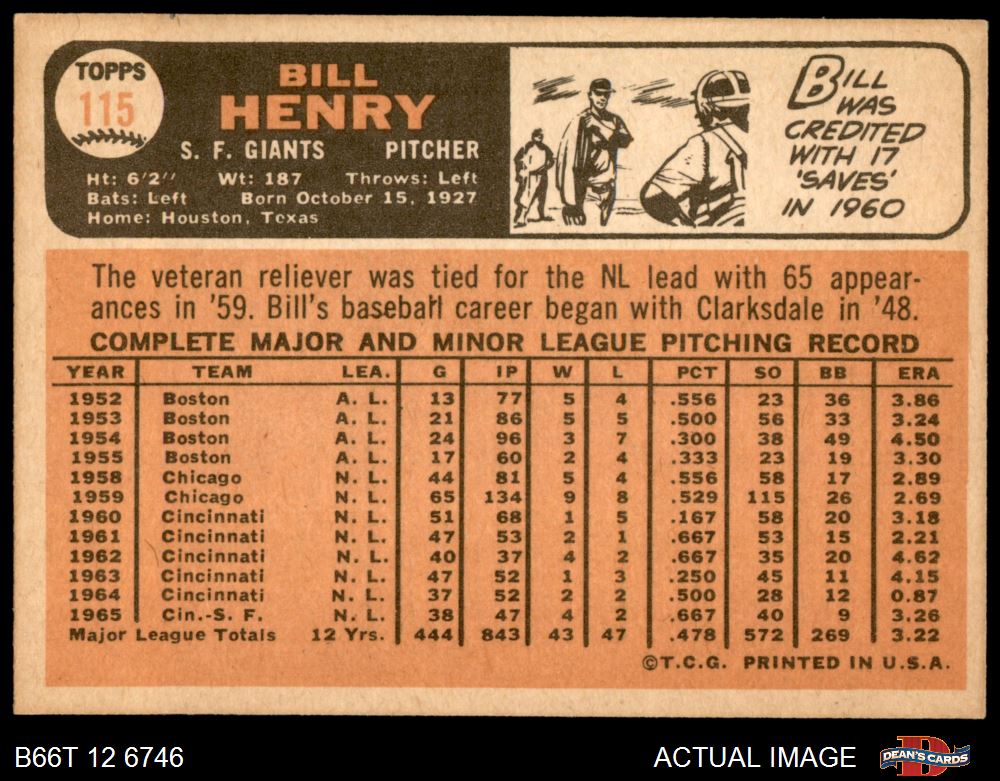 TOPPS
115
BILL
HENRY
S. F. GIANTS PITCHER
Ht: 6'2" Wt: 187 Throws: Left
Bats: Left Born October 15, 1927
Home: Houston, Texas
BILL
WAS
CREDITED
WITH 17
'SAVES'
IN 1960
The veteran reliever was tied for the NL lead with 65 appear-
ances in '59. Bill's baseball career began with Clarksdale in '48.
COMPLETE MAJOR AND MINOR LEAGUE PITCHING RECORD
YEAR TEAM LEA. G IP W L PCT SO BB ERA
1952 Boston A. L. 13 77 5 4 .556 23 36 3.86
1953 Boston A. L. 21 86 5 5 .500 56 33 3.24
1954 Boston A. L. 24 96 3 7 .300 38 49 4.50
1955 Boston A. L. 17 60 2 4 .333 23 19 3.30
1958 Chicago N. L. 44 81 5 4 .556 58 17 2.89
1959 Chicago N. L. 65 134 9 8 .529 115 26 2.69
1960 Cincinnati N. L. 51 68 1 5 .167 58 20 3.18
1961 Cincinnati N. L. 47 53 2 1 .667 53 15 2.21
1962 Cincinnati N. L. 40 37 4 2 .667 35 20 4.62
1963 Cincinnati N. L. 47 52 1 3 .250 45 11 4.15
1964 Cincinnati N. L. 37 52 2 2 .500 28 12 0.87
1965 Cin.-S. F. N. L. 38 47 4 2 .667 40 9 3.26
Major League Totals 12 Yrs. 444 843 43 47 .478 572 269 3.22
©T.C.G. PRINTED IN U.S.A.
B66T 12 6746 ACTUAL IMAGE DEAN'S CARDS